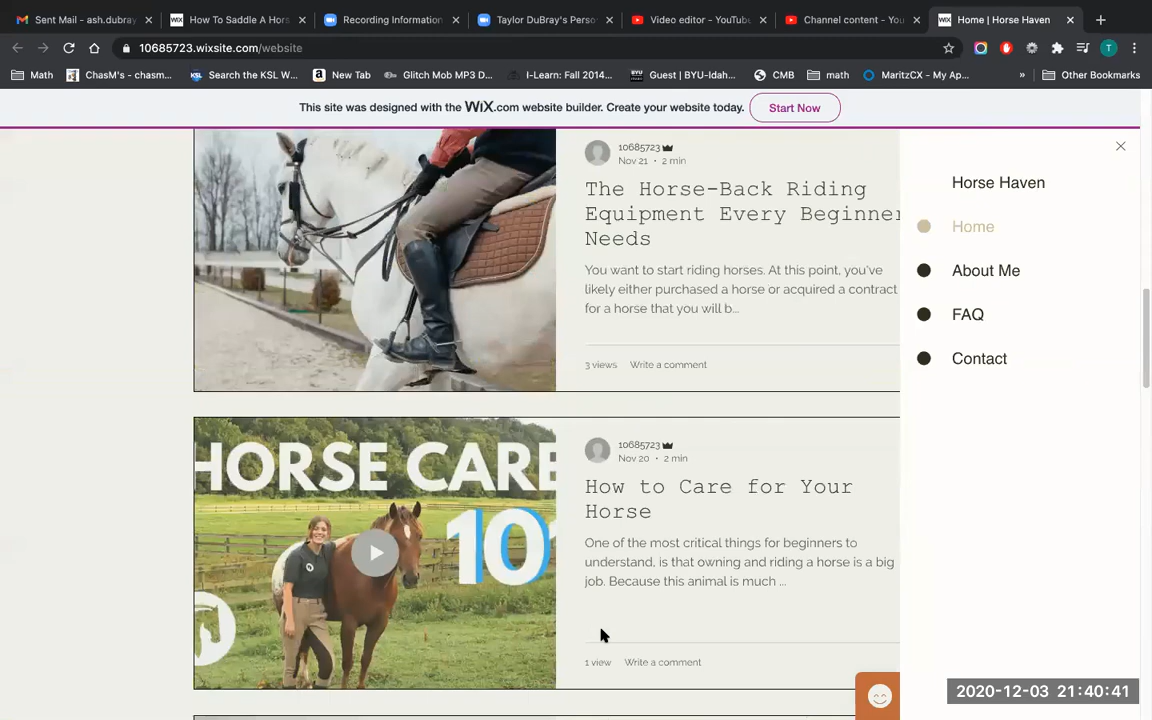 Sent Mail - ash.dubray
How To Saddle A Hors
Recording Information
Taylor DuBray's Perso
Video editor - YouTube
Channel content - You
Home | Horse Haven
10685723.wixsite.com/website
Math
ChasM's - chasm...
Search the KSL W...
New Tab
Glitch Mob MP3 D...
I-Learn: Fall 2014...
Guest | BYU-Idah...
CMB
math
MaritzCX - My Ap...
»
Other Bookmarks
This site was designed with the WiX.com website builder. Create your website today.
Start Now
10685723
Nov 21 · 2 min
The Horse-Back Riding
Equipment Every Beginner
Needs
You want to start riding horses. At this point, you've
likely either purchased a horse or acquired a contract
for a horse that you will b...
3 views
Write a comment
Horse Haven
Home
About Me
FAQ
Contact
HORSE CARE
101
10685723
Nov 20 · 2 min
How to Care for Your
Horse
One of the most critical things for beginners to
understand, is that owning and riding a horse is a big
job. Because this animal is much ...
1 view
Write a comment
2020-12-03 21:40:41